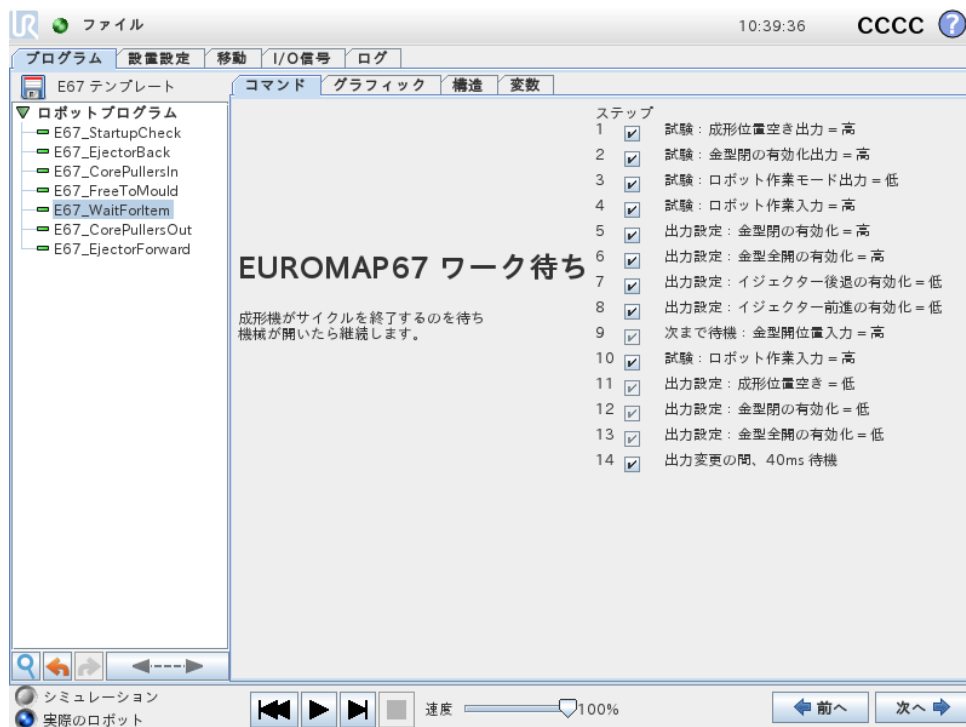 UR ファイル 10:39:36 CCCC ?
プログラム 設置設定 移動 I/O信号 ログ
E67 テンプレート
コマンド グラフィック 構造 変数
ロボットプログラム
E67_StartupCheck
E67_EjectorBack
E67_CorePullersIn
E67_FreeToMould
E67_WaitForItem
E67_CorePullersOut
E67_EjectorForward
EUROMAP67 ワーク待ち
成形機がサイクルを終了するのを待ち
機械が開いたら継続します。
ステップ
1 試験：成形位置空き出力 = 高
2 試験：金型閉の有効化出力 = 高
3 試験：ロボット作業モード出力 = 低
4 試験：ロボット作業入力 = 高
5 出力設定：金型閉の有効化 = 高
6 出力設定：金型全開の有効化 = 高
7 出力設定：イジェクター後退の有効化 = 低
8 出力設定：イジェクター前進の有効化 = 低
9 次まで待機：金型開位置入力 = 高
10 試験：ロボット作業入力 = 高
11 出力設定：成形位置空き = 低
12 出力設定：金型閉の有効化 = 低
13 出力設定：金型全開の有効化 = 低
14 出力変更の間、40ms 待機
シミュレーション
実際のロボット
速度 100%
前へ 次へ